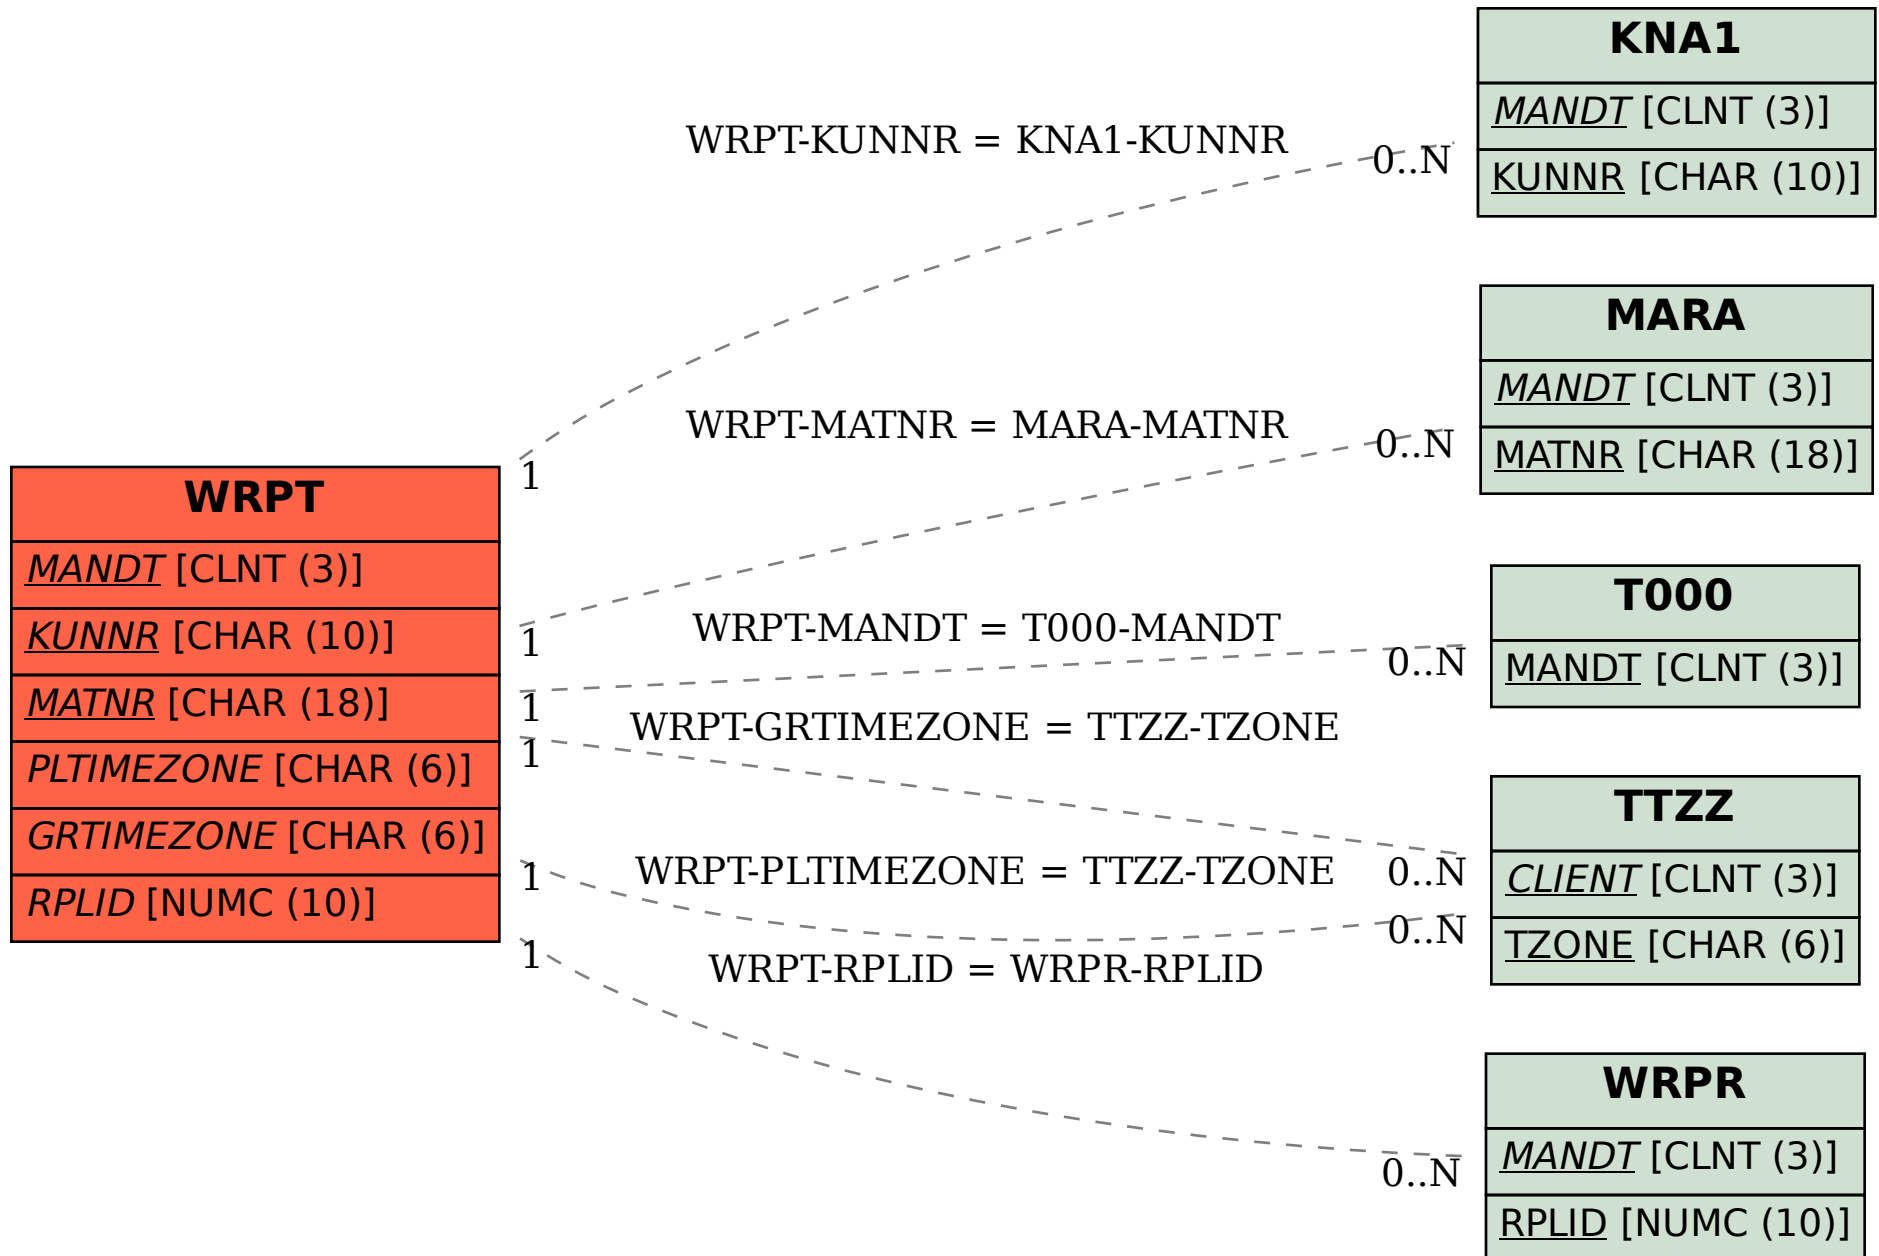 KNA1
MANDT [CLNT (3)]
KUNNR [CHAR (10)]
WRPT-KUNNR = KNA1-KUNNR
0..N
1
MARA
MANDT [CLNT (3)]
MATNR [CHAR (18)]
WRPT-MATNR = MARA-MATNR
0..N
1
WRPT
MANDT [CLNT (3)]
KUNNR [CHAR (10)]
MATNR [CHAR (18)]
PLTIMEZONE [CHAR (6)]
GRTIMEZONE [CHAR (6)]
RPLID [NUMC (10)]
T000
MANDT [CLNT (3)]
WRPT-MANDT = T000-MANDT
0..N
1
WRPT-GRTIMEZONE = TTZZ-TZONE
1
0..N
TTZZ
CLIENT [CLNT (3)]
TZONE [CHAR (6)]
WRPT-PLTIMEZONE = TTZZ-TZONE
1
0..N
WRPT-RPLID = WRPR-RPLID
1
0..N
WRPR
MANDT [CLNT (3)]
RPLID [NUMC (10)]